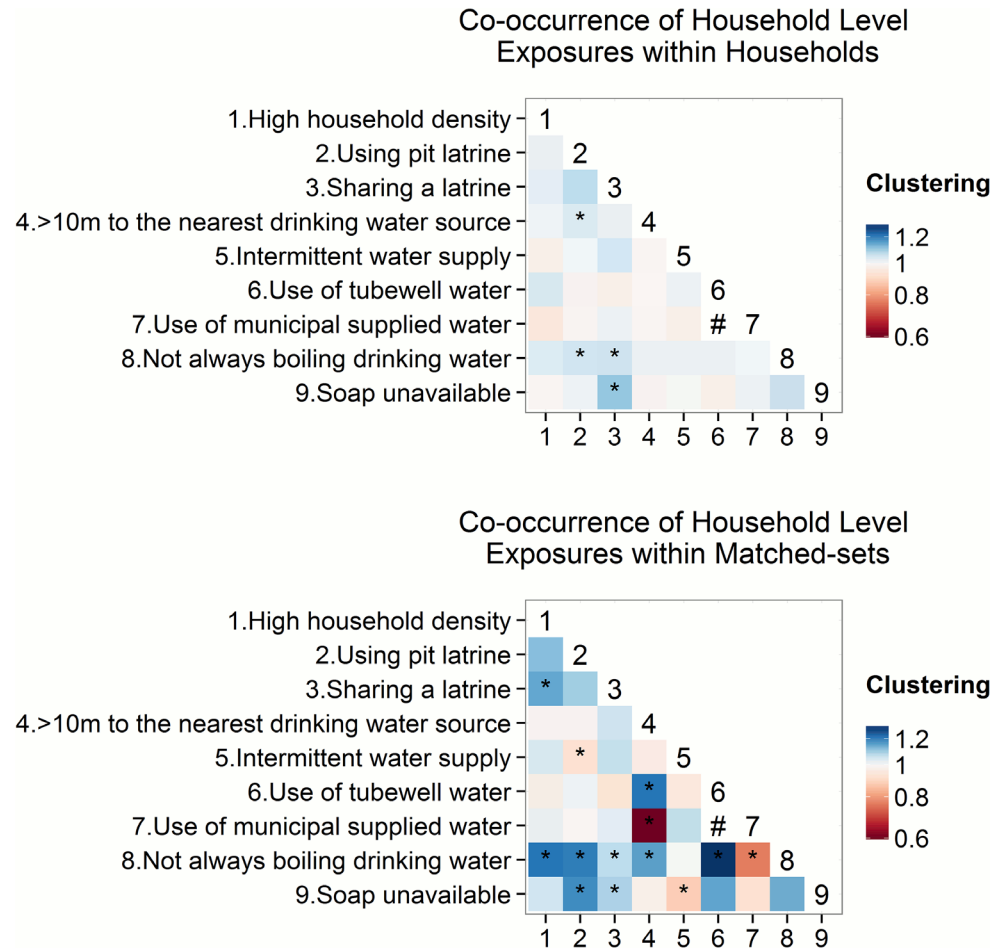 Co-occurrence of Household Level
Exposures within Households
1.High household density
1
2.Using pit latrine
2
3.Sharing a latrine
3
4.>10m to the nearest drinking water source
* 4
5.Intermittent water supply
5
6.Use of tubewell water
6
7.Use of municipal supplied water
# 7
8.Not always boiling drinking water
* * 8
9.Soap unavailable
* 9
1 2 3 4 5 6 7 8 9
Clustering
1.2
1
0.8
0.6
Co-occurrence of Household Level
Exposures within Matched-sets
1.High household density
1
2.Using pit latrine
2
3.Sharing a latrine
* 3
4.>10m to the nearest drinking water source
4
5.Intermittent water supply
* 5
6.Use of tubewell water
* 6
7.Use of municipal supplied water
* # 7
8.Not always boiling drinking water
* * * * * * 8
9.Soap unavailable
* * * 9
1 2 3 4 5 6 7 8 9
Clustering
1.2
1
0.8
0.6